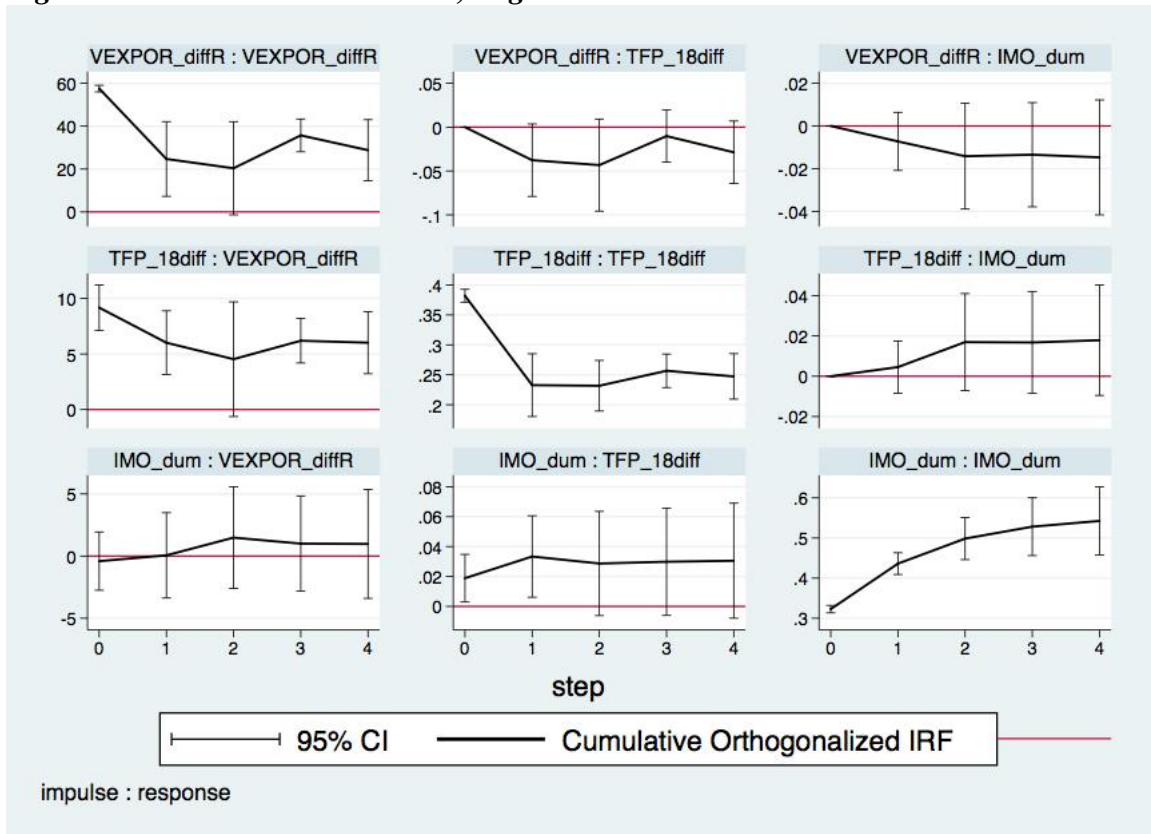 VEXPOR_diffR : VEXPOR_diffR VEXPOR_diffR : TFP_18diff VEXPOR_diffR : IMO_dum
60 40 20 0
.05 0 -.05 -.1
.02 0 -.02 -.04
TFP_18diff : VEXPOR_diffR TFP_18diff : TFP_18diff TFP_18diff : IMO_dum
10 5 0
.4 .35 .3 .25 .2
.04 .02 0 -.02
IMO_dum : VEXPOR_diffR IMO_dum : TFP_18diff IMO_dum : IMO_dum
5 0 -5
.08 .06 .04 .02 0
.6 .5 .4 .3
0 1 2 3 4 0 1 2 3 4 0 1 2 3 4
step
95% CI Cumulative Orthogonalized IRF
impulse : response